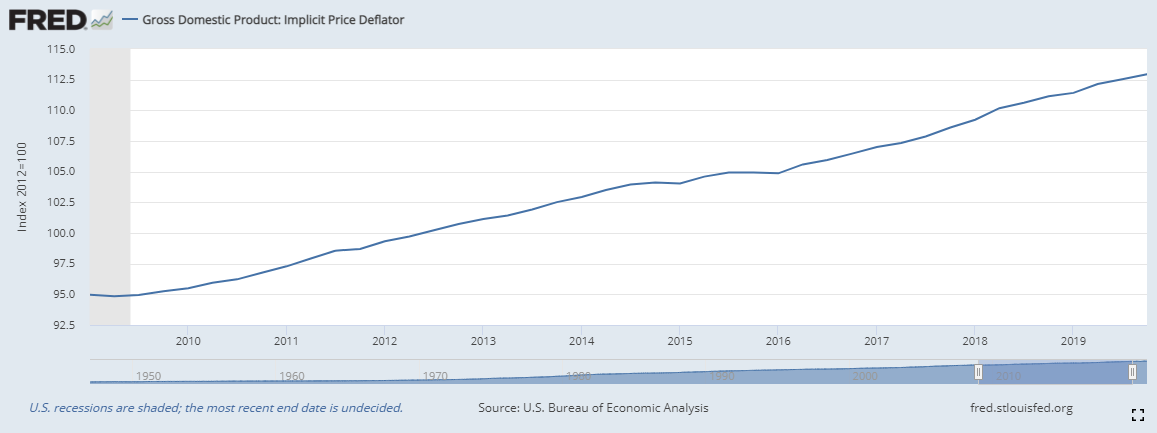 FRED
Gross Domestic Product: Implicit Price Deflator
115.0
112.5
110.0
107.5
105.0
102.5
100.0
97.5
95.0
92.5
Index 2012=100
2010 2011 2012 2013 2014 2015 2016 2017 2018 2019
1950 1960 1970 1980 1990 2000 2010
U.S. recessions are shaded; the most recent end date is undecided. Source: U.S. Bureau of Economic Analysis fred.stlouisfed.org